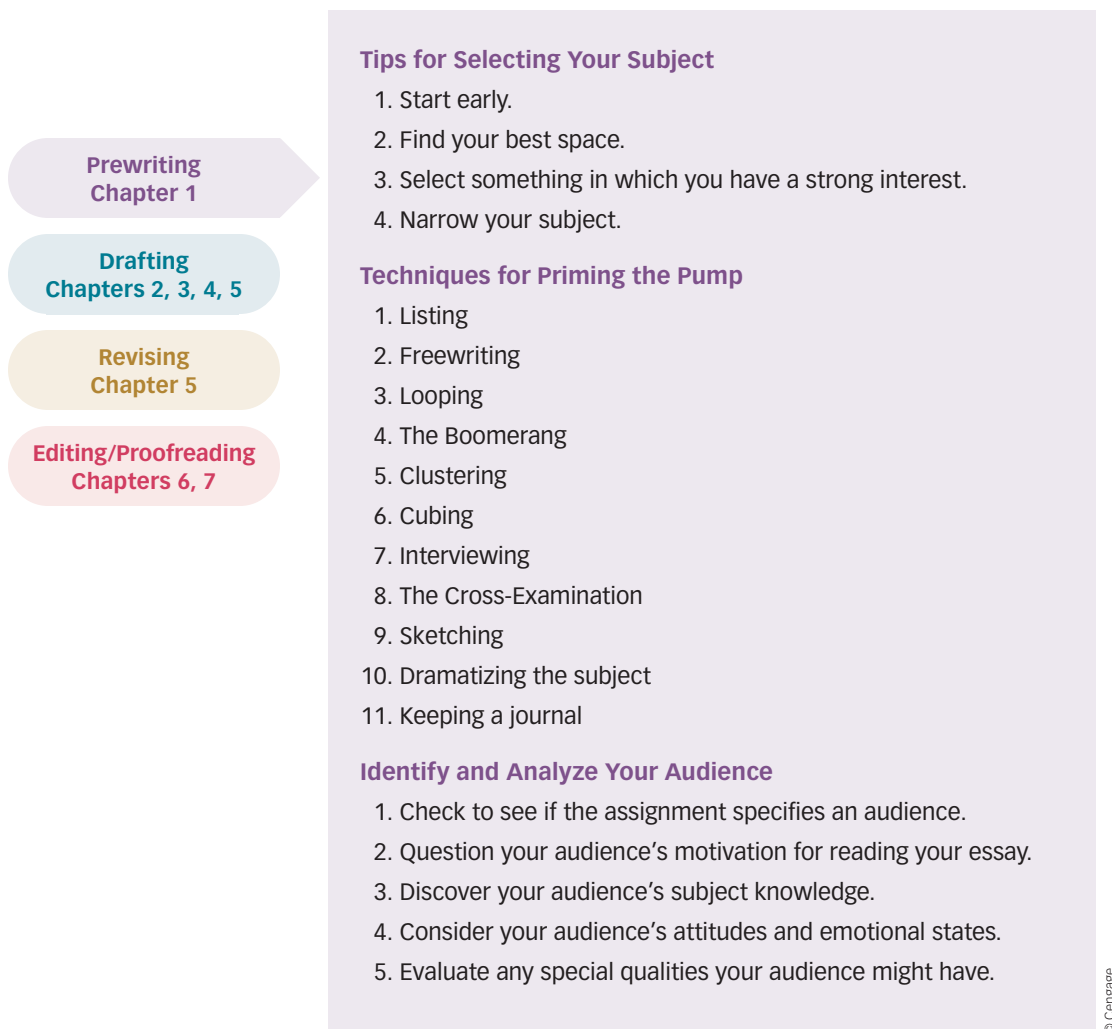 Prewriting
Chapter 1
Drafting
Chapters 2, 3, 4, 5
Revising
Chapter 5
Editing/Proofreading
Chapters 6, 7
Tips for Selecting Your Subject
1. Start early.
2. Find your best space.
3. Select something in which you have a strong interest.
4. Narrow your subject.
Techniques for Priming the Pump
1. Listing
2. Freewriting
3. Looping
4. The Boomerang
5. Clustering
6. Cubing
7. Interviewing
8. The Cross-Examination
9. Sketching
10. Dramatizing the subject
11. Keeping a journal
Identify and Analyze Your Audience
1. Check to see if the assignment specifies an audience.
2. Question your audience’s motivation for reading your essay.
3. Discover your audience’s subject knowledge.
4. Consider your audience’s attitudes and emotional states.
5. Evaluate any special qualities your audience might have.
© Cengage